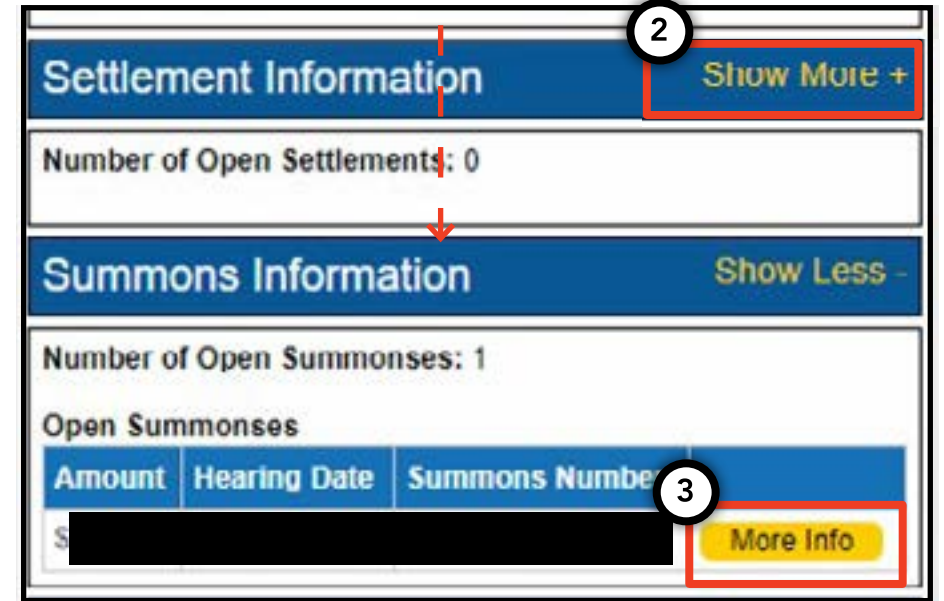 2
Settlement Information Show More +
Number of Open Settlements: 0
Summons Information Show Less -
Number of Open Summonses: 1
Open Summonses
Amount Hearing Date Summons Number
3
More Info